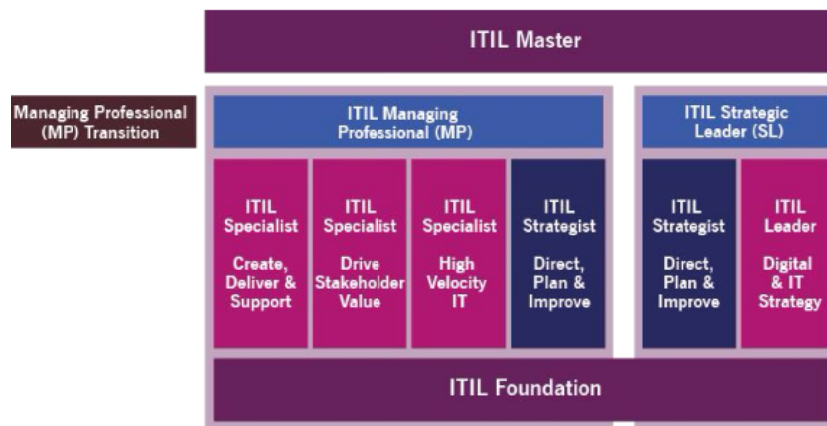 ITIL Master
Managing Professional
(MP) Transition
ITIL Managing
Professional (MP)
ITIL Strategic
Leader (SL)
ITIL
Specialist
Create,
Deliver &
Support
ITIL
Specialist
Drive
Stakeholder
Value
ITIL
Specialist
High
Velocity
IT
ITIL
Strategist
Direct,
Plan &
Improve
ITIL
Strategist
Direct,
Plan &
Improve
ITIL
Leader
Digital
& IT
Strategy
ITIL Foundation